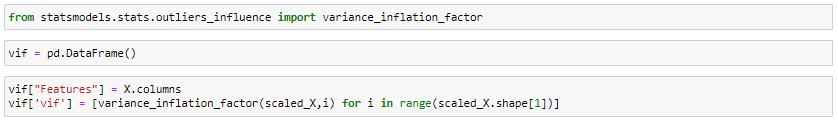 from statsmodels.stats.outliers_influence import variance_inflation_factor
vif = pd.DataFrame()
vif["Features"] = X.columns
vif['vif'] = [variance_inflation_factor(scaled_X,i) for i in range(scaled_X.shape[1])]